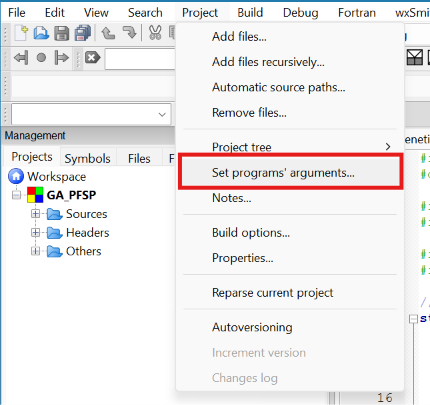 File View Search Project Build Debug Fortran wxSmi
Add files...
Add files recursively...
Automatic source paths...
Remove files...
Management
Project tree
Projects Symbols Files F
Set programs' arguments...
Workspace
Notes...
GA_PFSP
Sources
Build options...
Headers
Properties...
Others
Reparse current project
Autoversioning
Increment version
Changes log
eneti
#i
#
#i
#i
#i
#i
//
st
16